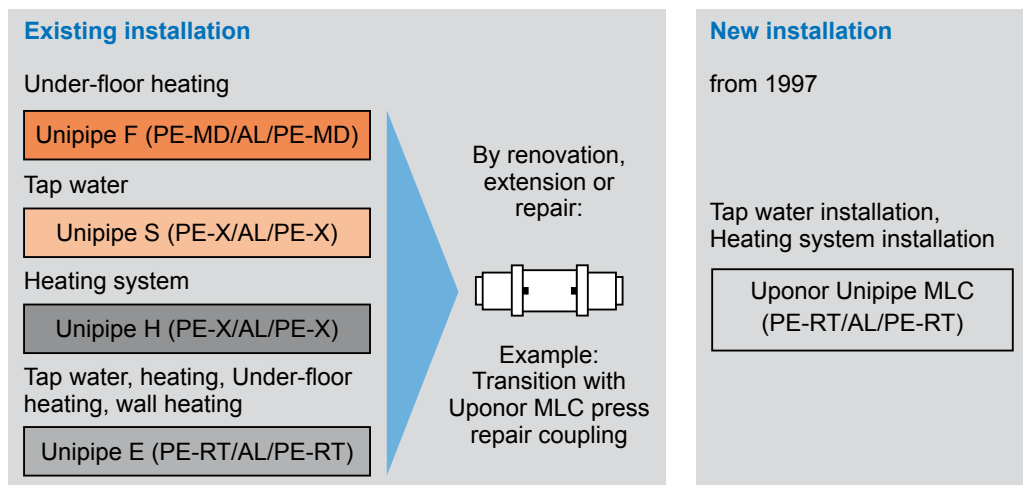 Existing installation
Under-floor heating
Unipipe F (PE-MD/AL/PE-MD)
Tap water
Unipipe S (PE-X/AL/PE-X)
Heating system
Unipipe H (PE-X/AL/PE-X)
Tap water, heating, Under-floor
heating, wall heating
Unipipe E (PE-RT/AL/PE-RT)
By renovation,
extension or
repair:
Example:
Transition with
Uponor MLC press
repair coupling
New installation
from 1997
Tap water installation,
Heating system installation
Uponor Unipipe MLC
(PE-RT/AL/PE-RT)